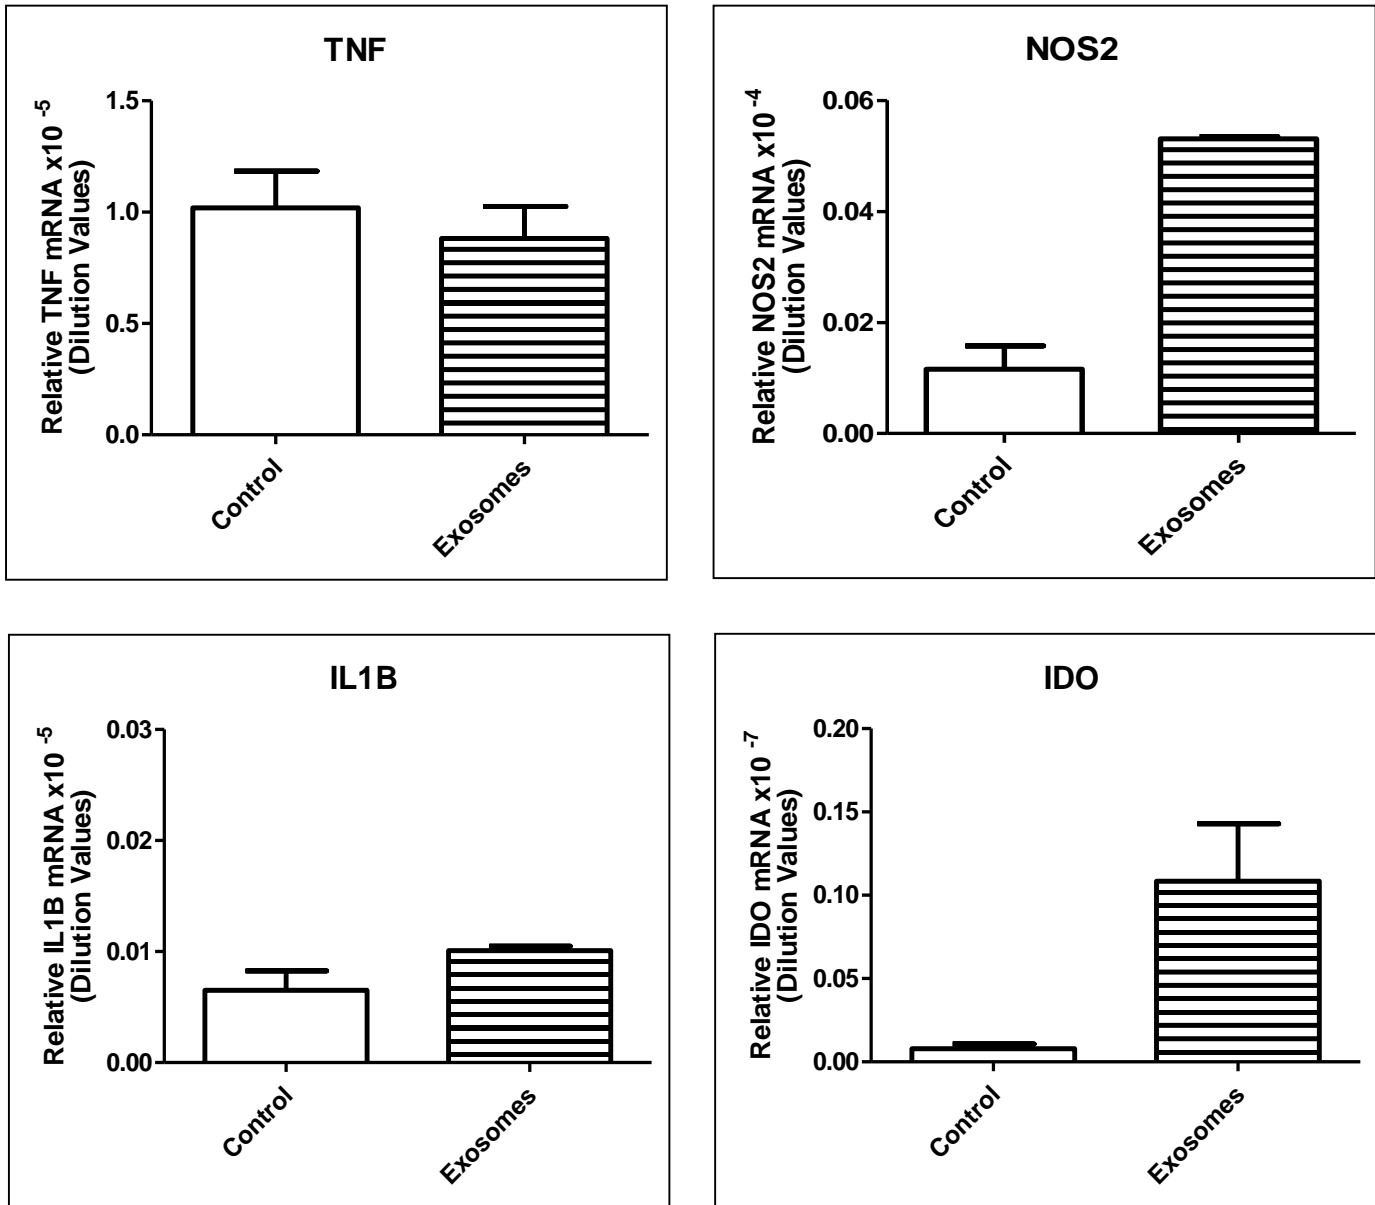 TNF
Relative TNF mRNA x10 -5
(Dilution Values)
1.5
1.0
0.5
0.0
Control
Exosomes
NOS2
Relative NOS2 mRNA x10 -4
(Dilution Values)
0.06
0.04
0.02
0.00
Control
Exosomes
IL1B
Relative IL1B mRNA x10 -5
(Dilution Values)
0.03
0.02
0.01
0.00
Control
Exosomes
IDO
Relative IDO mRNA x10 -7
(Dilution Values)
0.20
0.15
0.10
0.05
0.00
Control
Exosomes